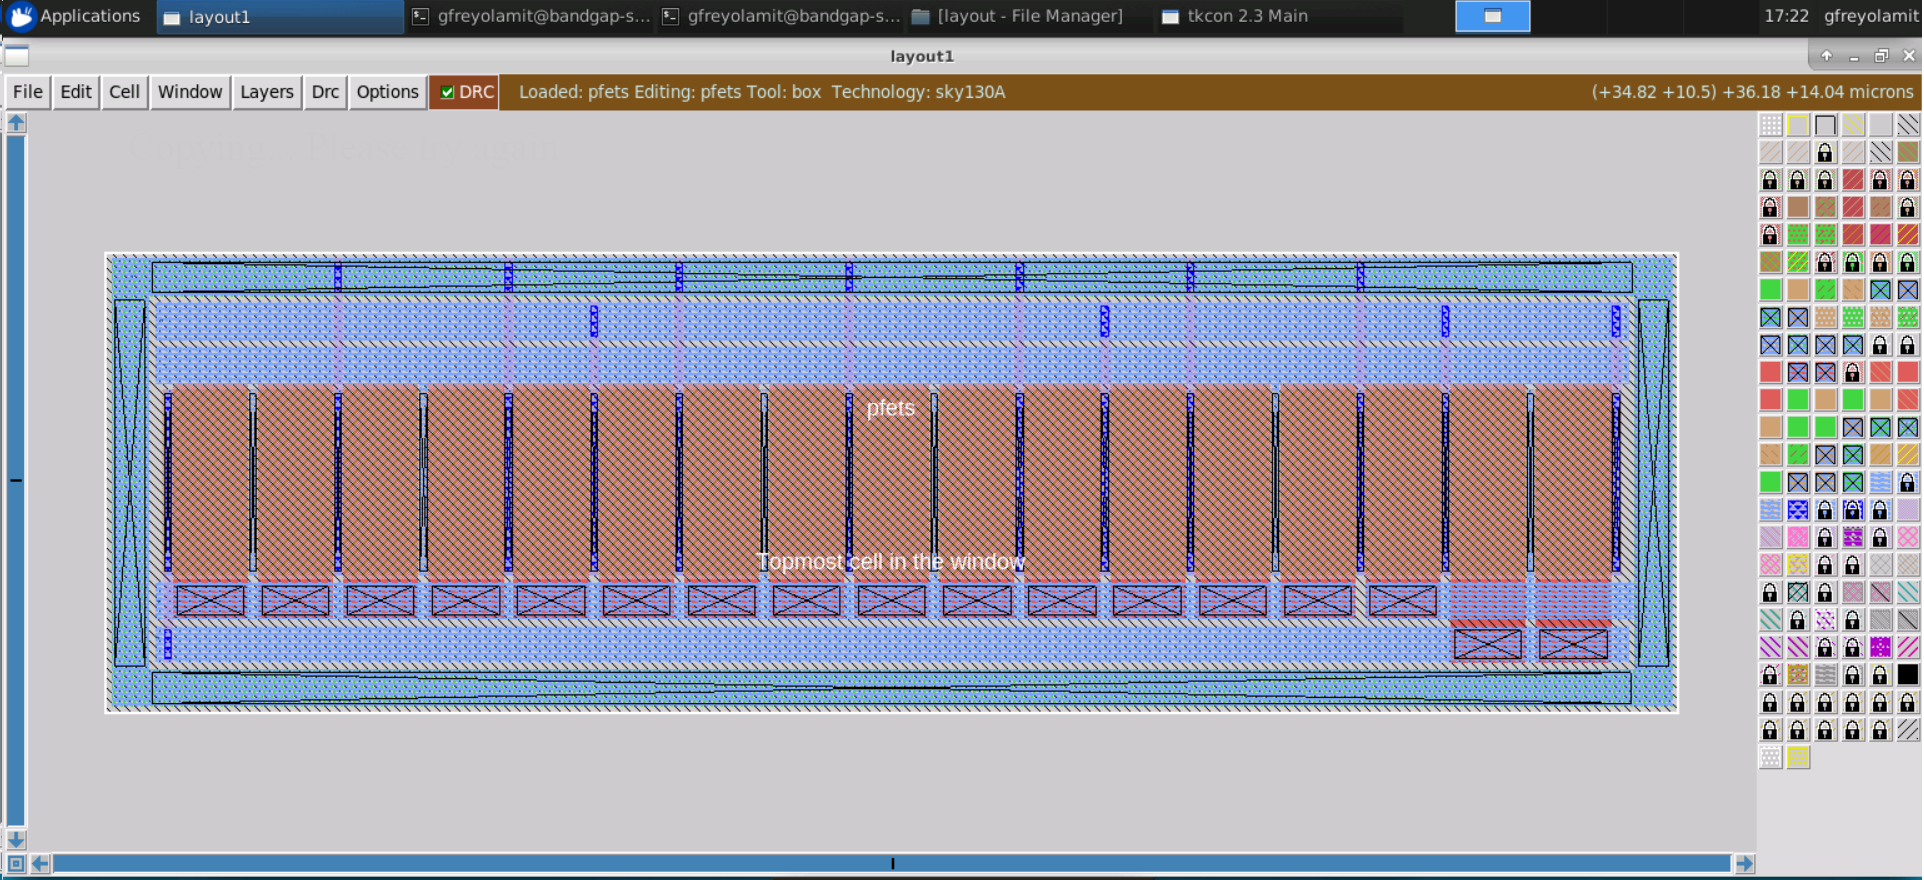 Applications layout1 gfreyolamit@bandgap-s... gfreyolamit@bandgap-s... [layout - File Manager] tkcon 2.3 Main 17:22 gfreyolamit
layout1
File Edit Cell Window Layers Drc Options DRC Loaded: pfets Editing: pfets Tool: box Technology: sky130A (+34.82 +10.5) +36.18 +14.04 microns
pfets
Topmost cell in the window